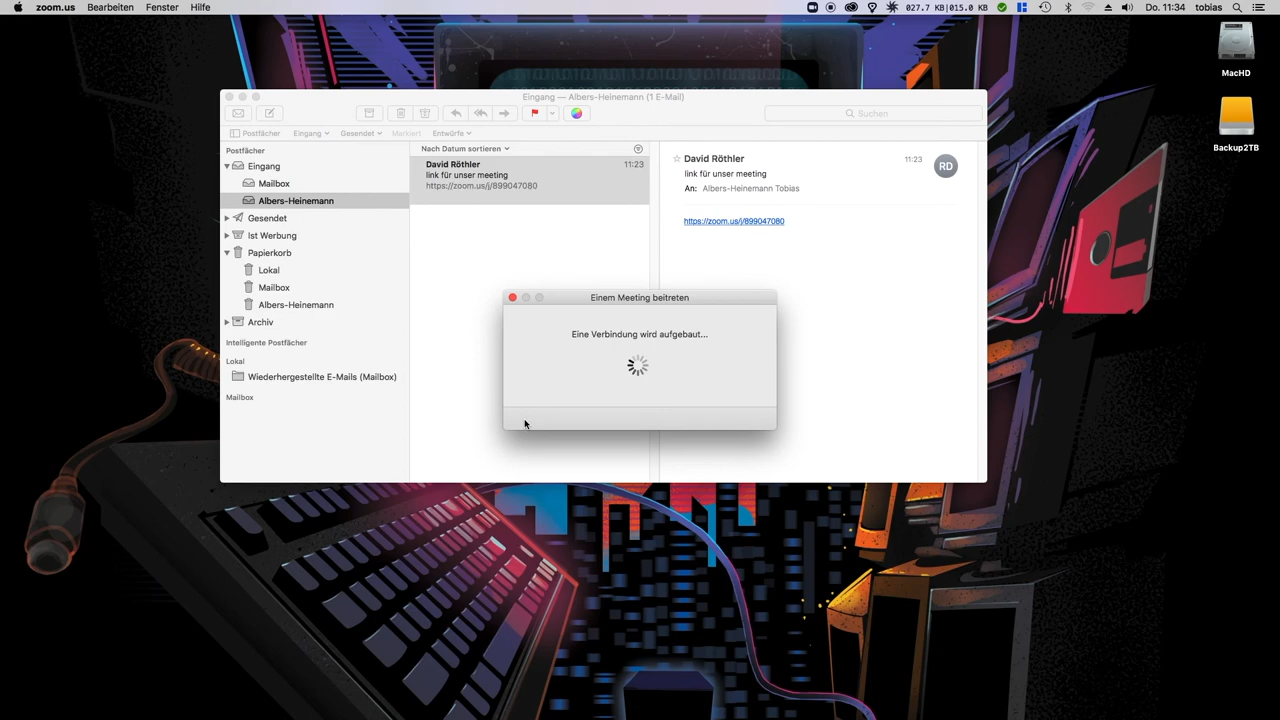 zoom.us Bearbeiten Fenster Hilfe
027.7 KB|015.0 KB Do. 11:34 tobias
MacHD
Backup2TB
Eingang — Albers-Heinemann (1 E-Mail)
Suchen
Postfächer Eingang Gesendet Markiert Entwürfe
Postfächer
Eingang
Mailbox
Albers-Heinemann
Gesendet
Ist Werbung
Papierkorb
Lokal
Mailbox
Albers-Heinemann
Archiv
Intelligente Postfächer
Lokal
Wiederhergestellte E-Mails (Mailbox)
Mailbox
Nach Datum sortieren
David Röthler 11:23
link für unser meeting
https://zoom.us/j/899047080
David Röthler 11:23 RD
link für unser meeting
An: Albers-Heinemann Tobias
https://zoom.us/j/899047080
Einem Meeting beitreten
Eine Verbindung wird aufgebaut...